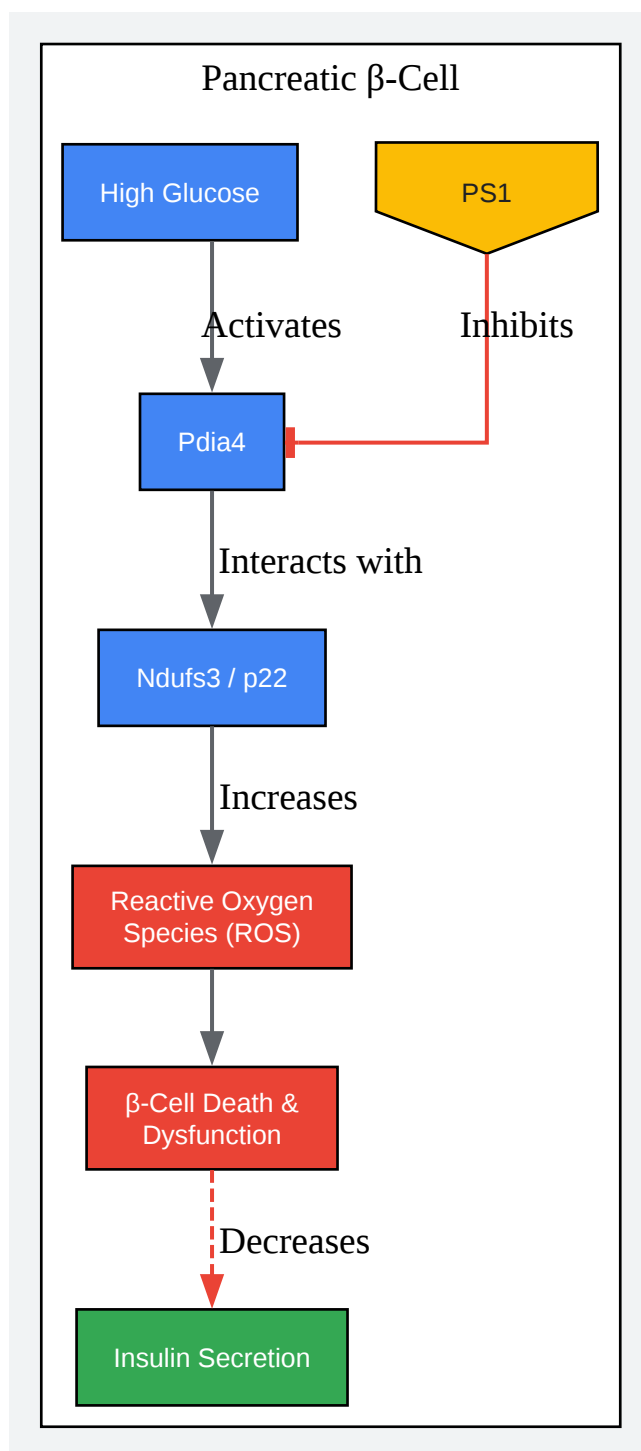 Pancreatic β-Cell
High Glucose
PS1
Activates
Inhibits
Pdia4
Interacts with
Ndufs3 / p22
Increases
Reactive Oxygen
Species (ROS)
β-Cell Death &
Dysfunction
Decreases
Insulin Secretion